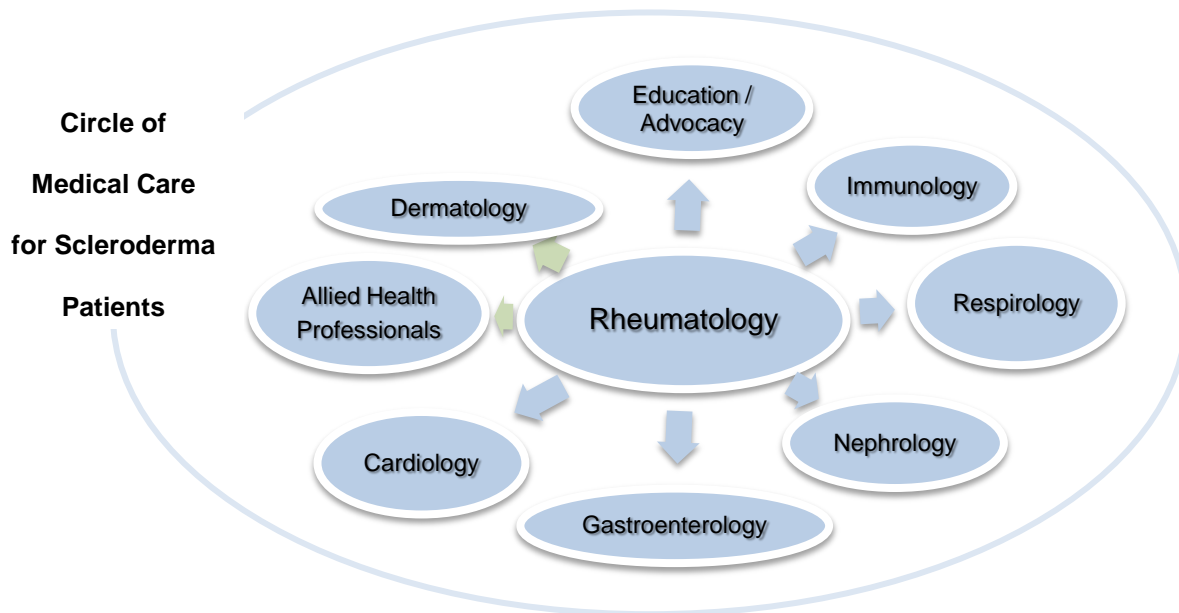 Circle of
Medical Care
for Scleroderma
Patients
Education /
Advocacy
Immunology
Dermatology
Respirology
Allied Health
Professionals
Rheumatology
Nephrology
Cardiology
Gastroenterology